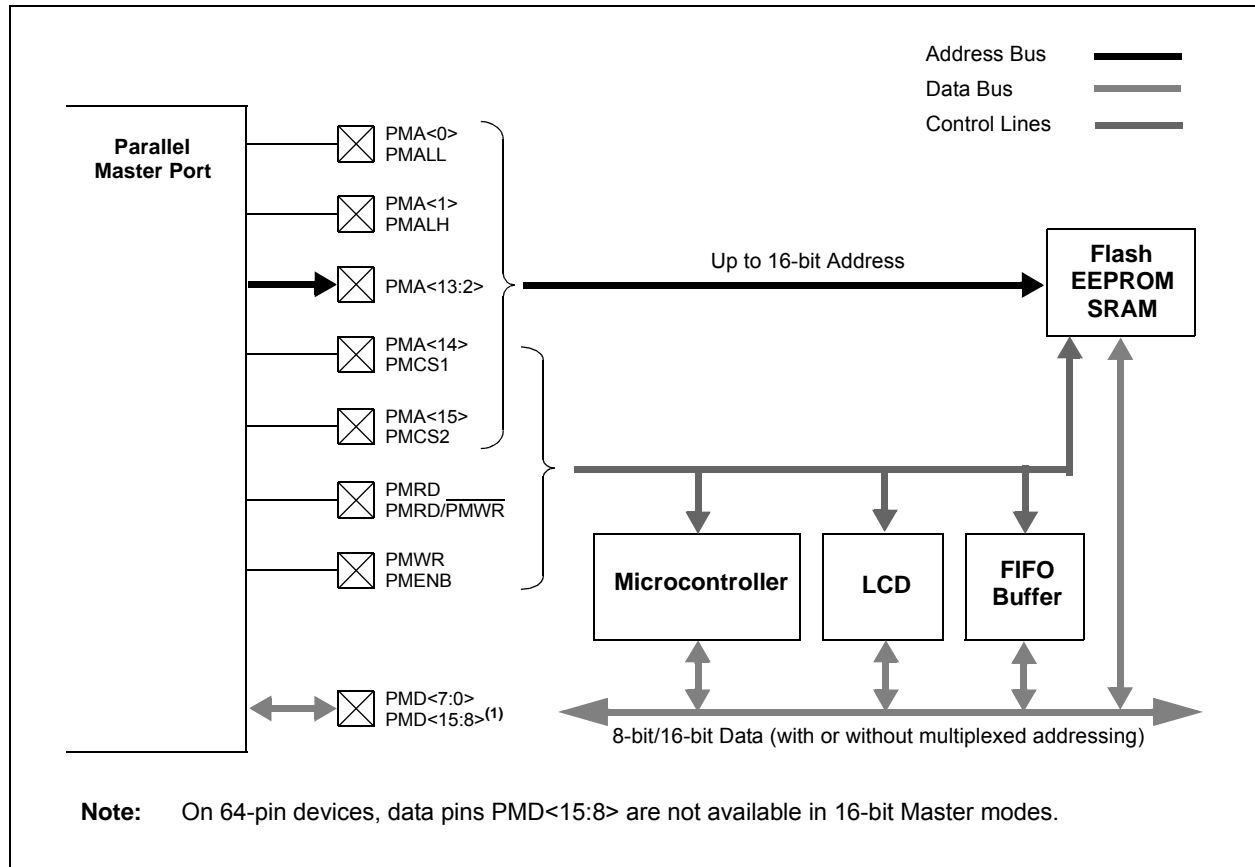 Address Bus
Data Bus
Control Lines
Parallel
Master Port
PMA<0>
PMALL
PMA<1>
PMALH
PMA<13:2>
PMA<14>
PMCS1
PMA<15>
PMCS2
PMRD
PMRD/PMWR
PMWR
PMENB
PMD<7:0>
PMD<15:8>(1)
Up to 16-bit Address
Flash
EEPROM
SRAM
Microcontroller
LCD
FIFO
Buffer
8-bit/16-bit Data (with or without multiplexed addressing)
Note: On 64-pin devices, data pins PMD<15:8> are not available in 16-bit Master modes.